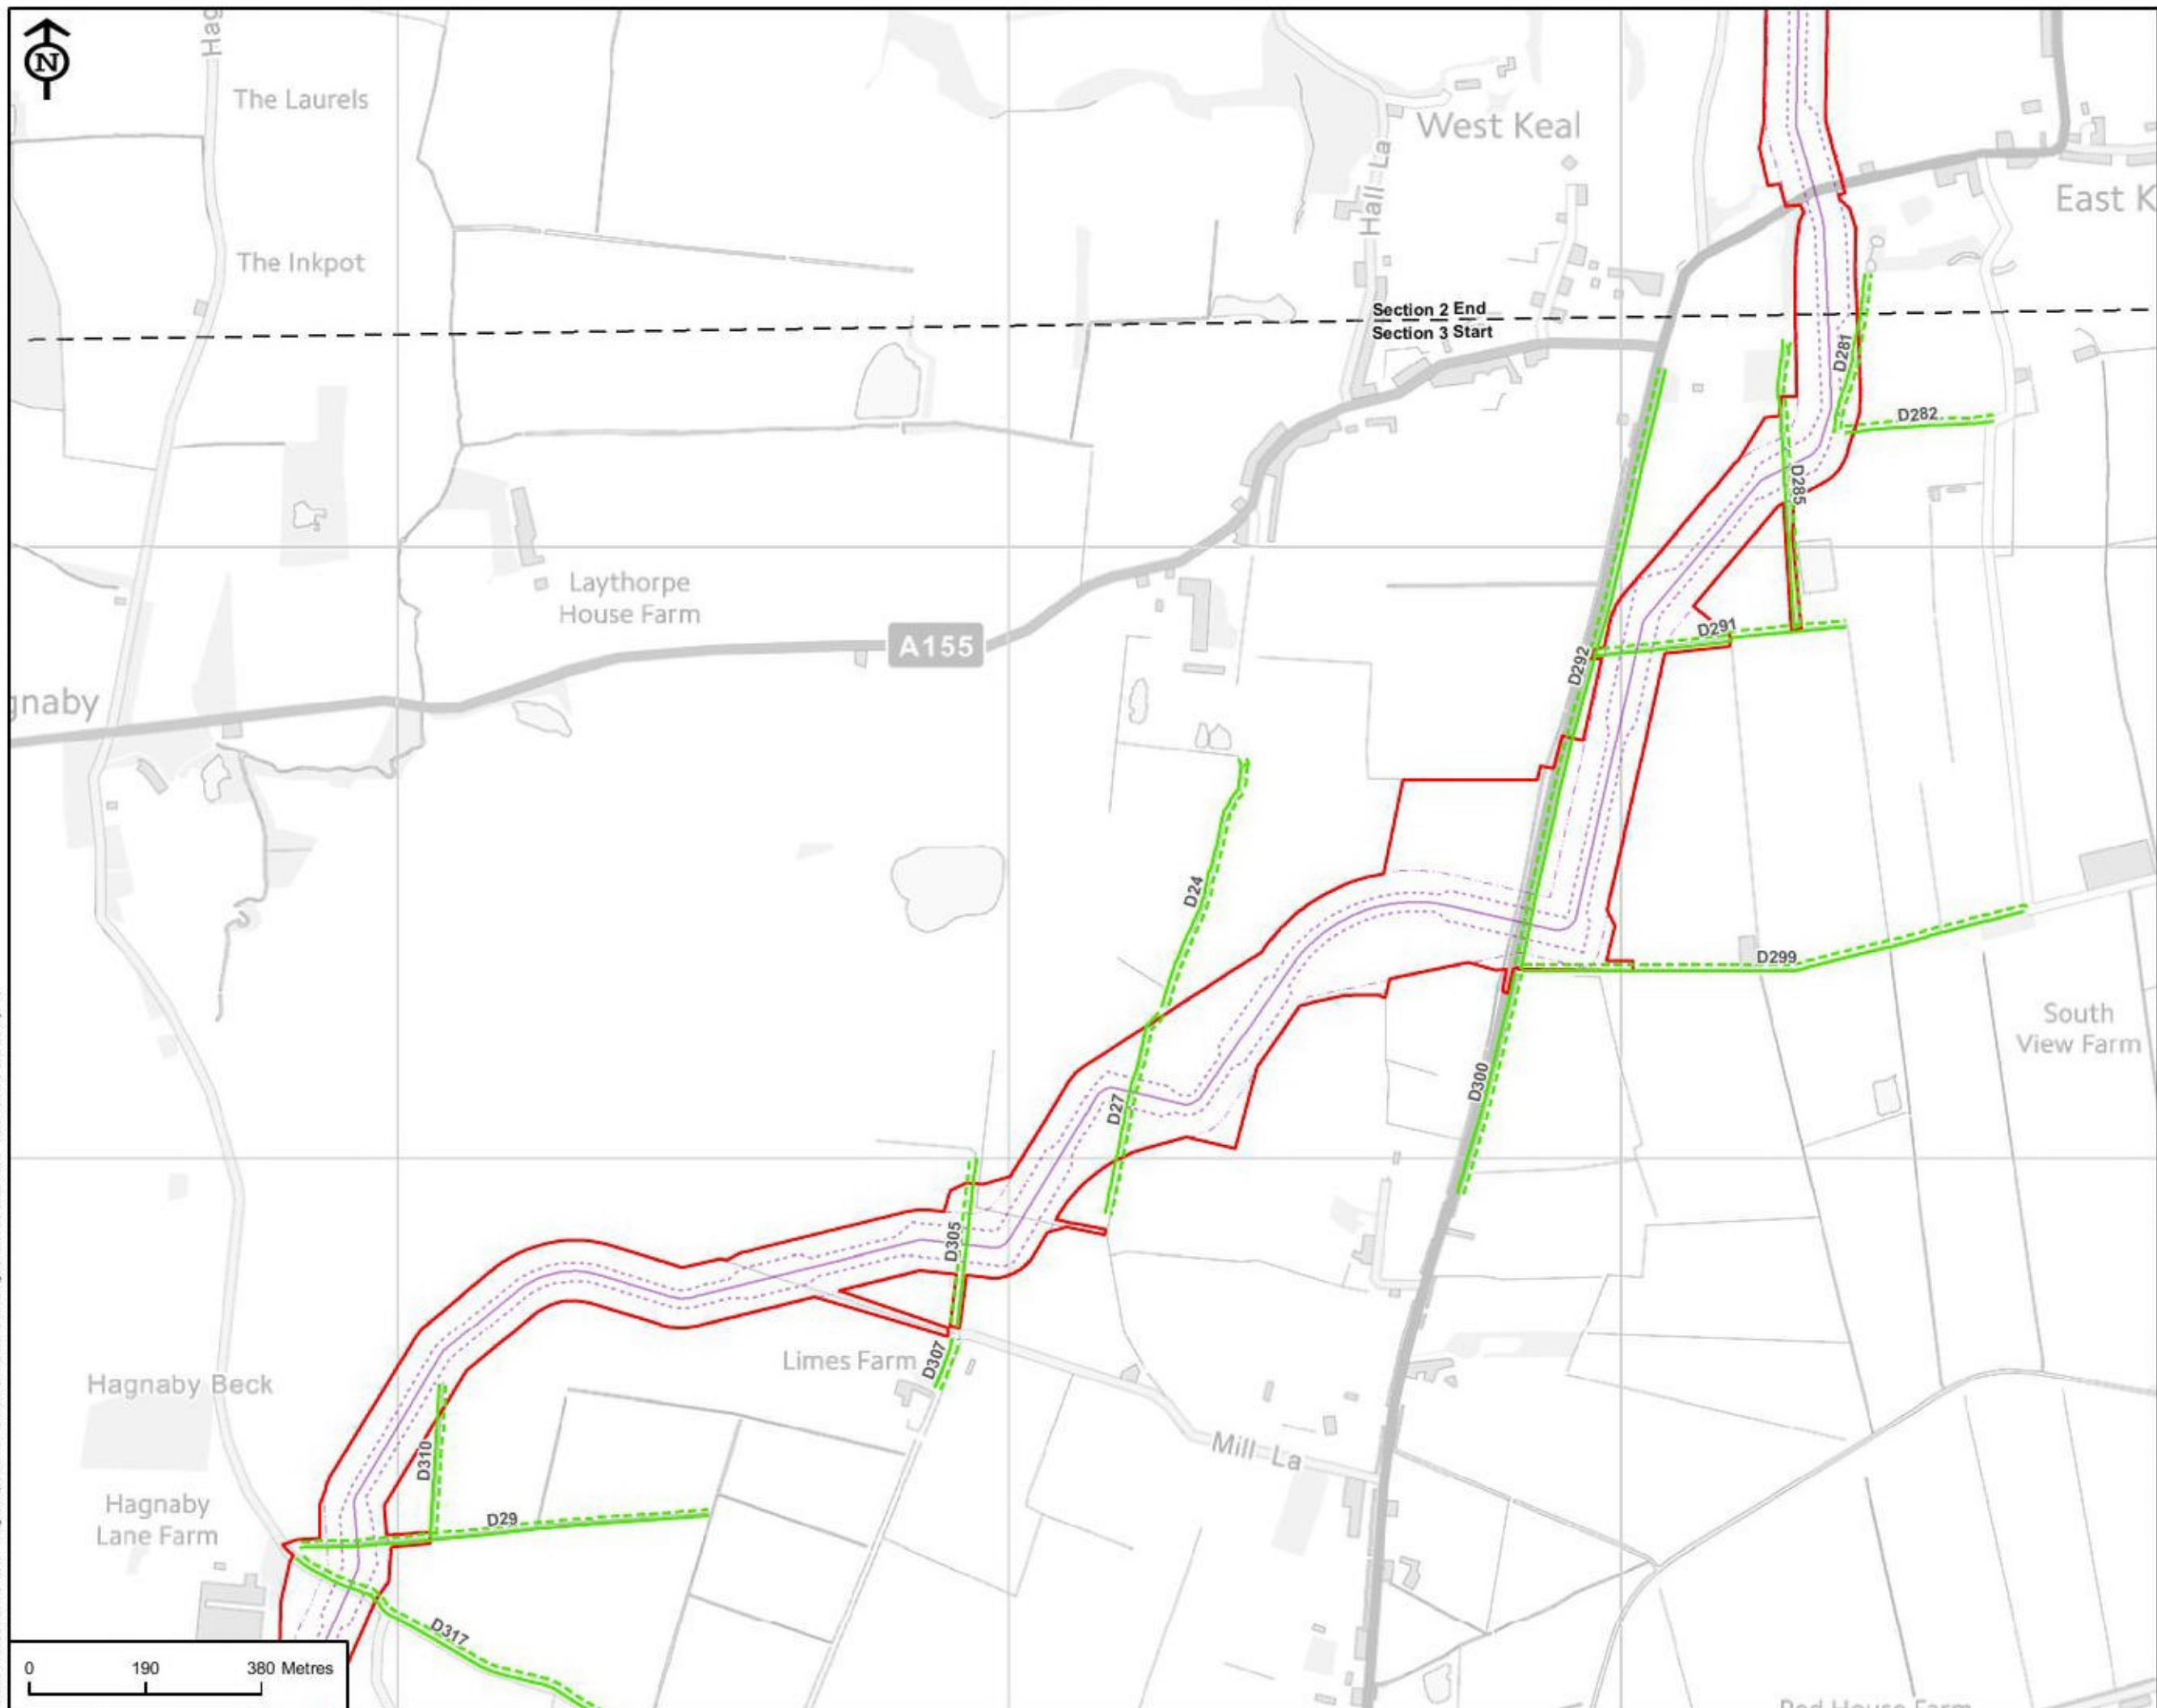 N
Hag
The Laurels
West Keal
Hall La
East K
The Inkpot
Section 2 End
Section 3 Start
D281
D282
D285
Laythorpe
House Farm
A155
D291
D292
gnaby
D24
D299
South
View Farm
D27
D300
D305
Limes Farm
D307
Hagnaby Beck
D310
Mill La
Hagnaby
Lane Farm
D29
D317
0 190 380 Metres